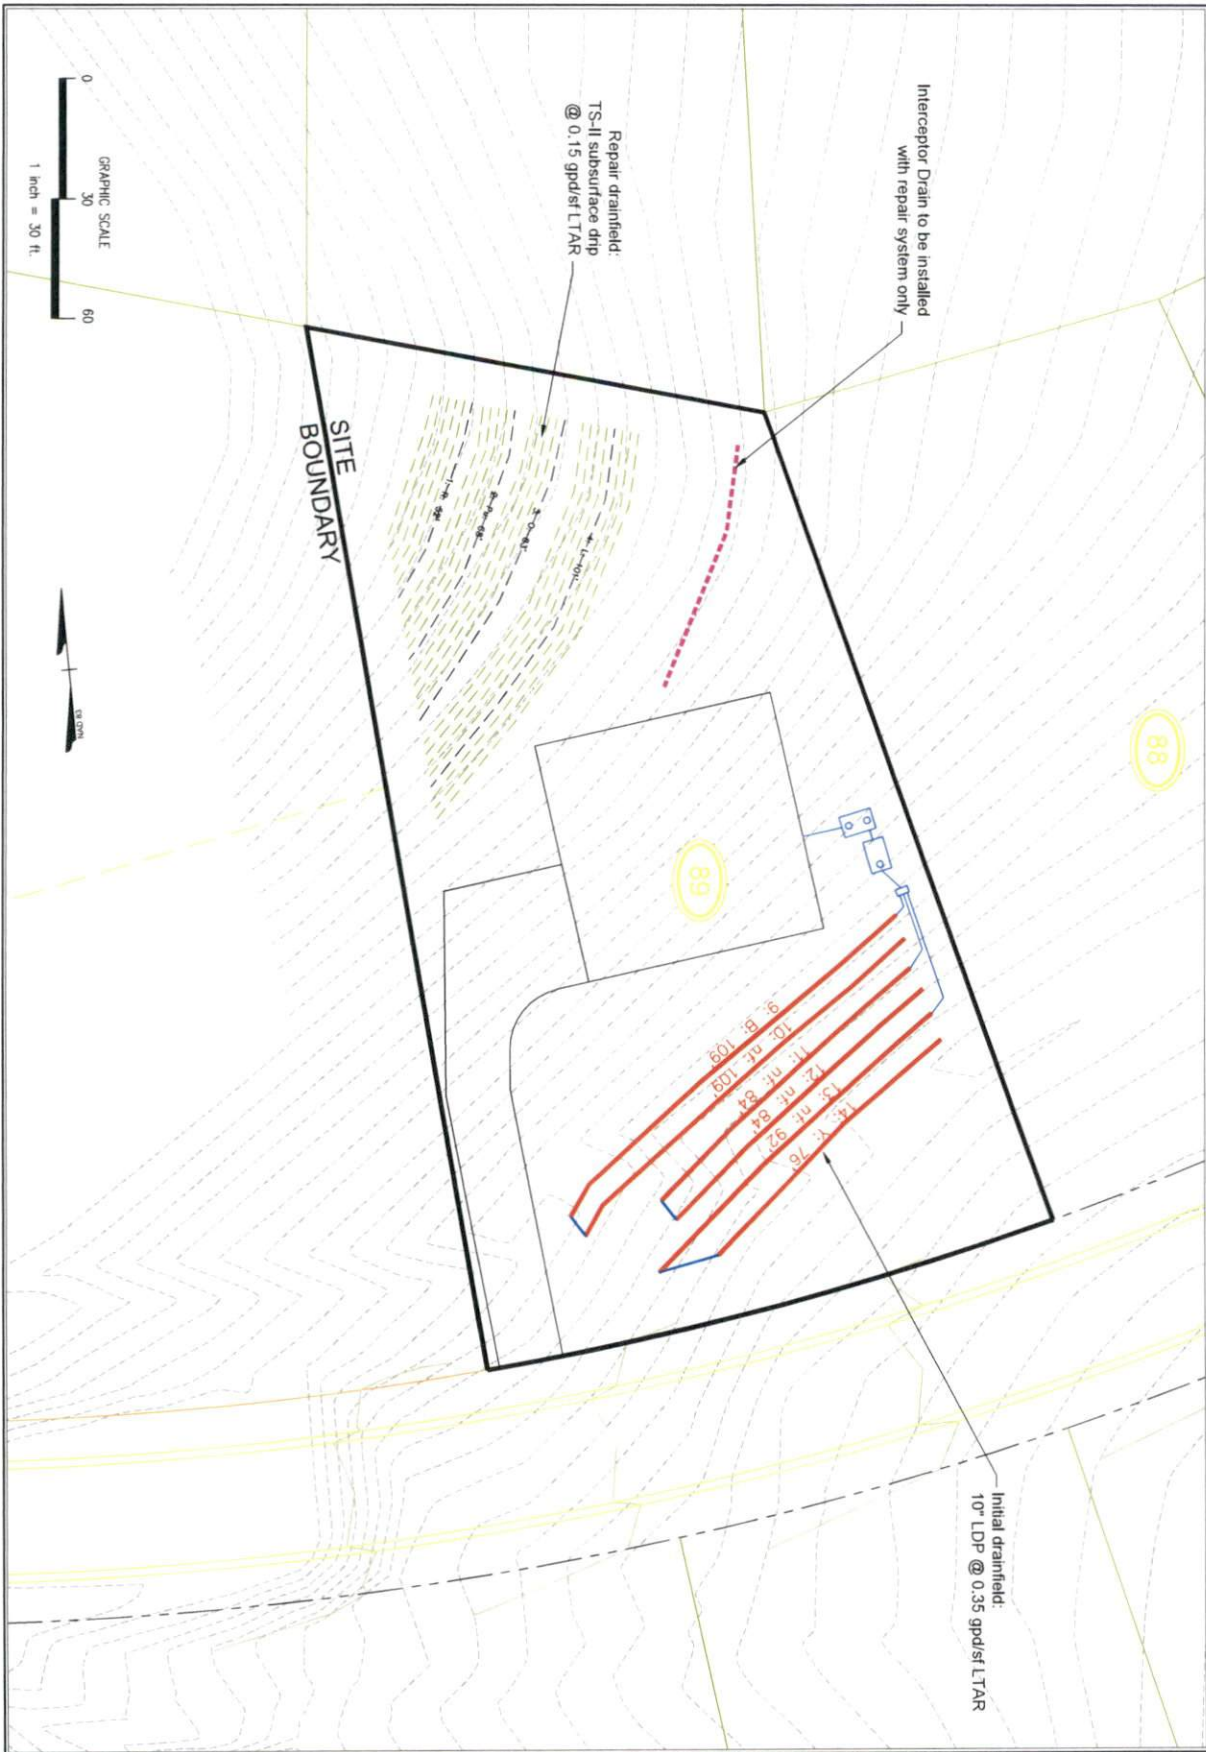 Interceptor Drain to be installed
with repair system only
Repair drainfield:
TS-II subsurface drip
@ 0.15 gpd/sf LTAR
GRAPHIC SCALE
0
30
60
1 inch = 30 ft.
SITE
BOUNDARY
NAD 83
88
89
9: B: 109'
10: nf: 109'
11: nf: 84'
12: nf: 84'
13: nf: 92'
14: Y: 76'
Initial drainfield:
10" LDP @ 0.35 gpd/sf LTAR